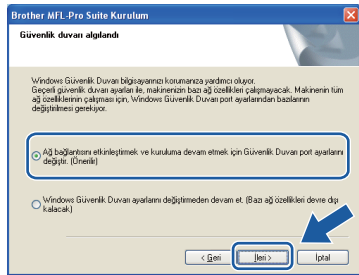 Brother MFL-Pro Suite Kurulum
Güvenlik duvarı algılandı
Windows Güvenlik Duvarı bilgisayarınızı korumanıza yardımcı oluyor.
Geçerli güvenlik duvarı ayarları ile, makinenizin bazı ağ özellikleri çalışmayacak. Makinenin tüm
ağ özelliklerinin çalışması için, Windows Güvenlik Duvarı port ayarlarından bazılarının
değiştirilmesi gerekiyor.
Ağ bağlantısını etkinleştirmek ve kuruluma devam etmek için Güvenlik Duvarı port ayarlarını
değiştir. (Önerilir)
Windows Güvenlik Duvarı ayarlarını değiştirmeden devam et. (Bazı ağ özellikleri devre dışı
kalacak)
< Geri İleri > İptal